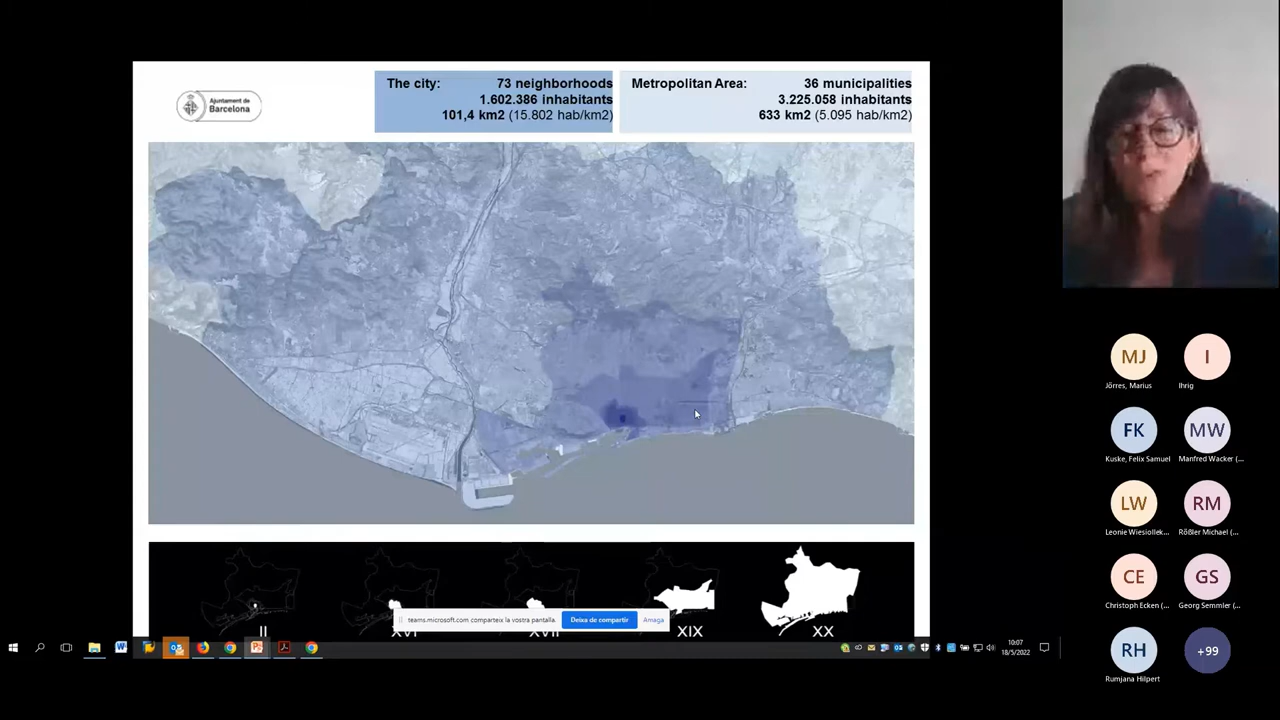 Ajuntament de
Barcelona
The city: 73 neighborhoods
1.602.386 inhabitants
101,4 km2 (15.802 hab/km2)
Metropolitan Area: 36 municipalities
3.225.058 inhabitants
633 km2 (5.095 hab/km2)
II
XVI
XVII
XIX
XX
teams.microsoft.com comparteix la vostra pantalla.
Deixa de compartir
Amaga
10:07
18/5/2022
MJ
Jörres, Marius
I
Ihrig
FK
Kuske, Felix Samuel
MW
Manfred Wacker (...
LW
Leonie Wiesiollek...
RM
Rößler Michael (...
CE
Christoph Ecken (...
GS
Georg Semmler (...
RH
Rumjana Hilpert
+99